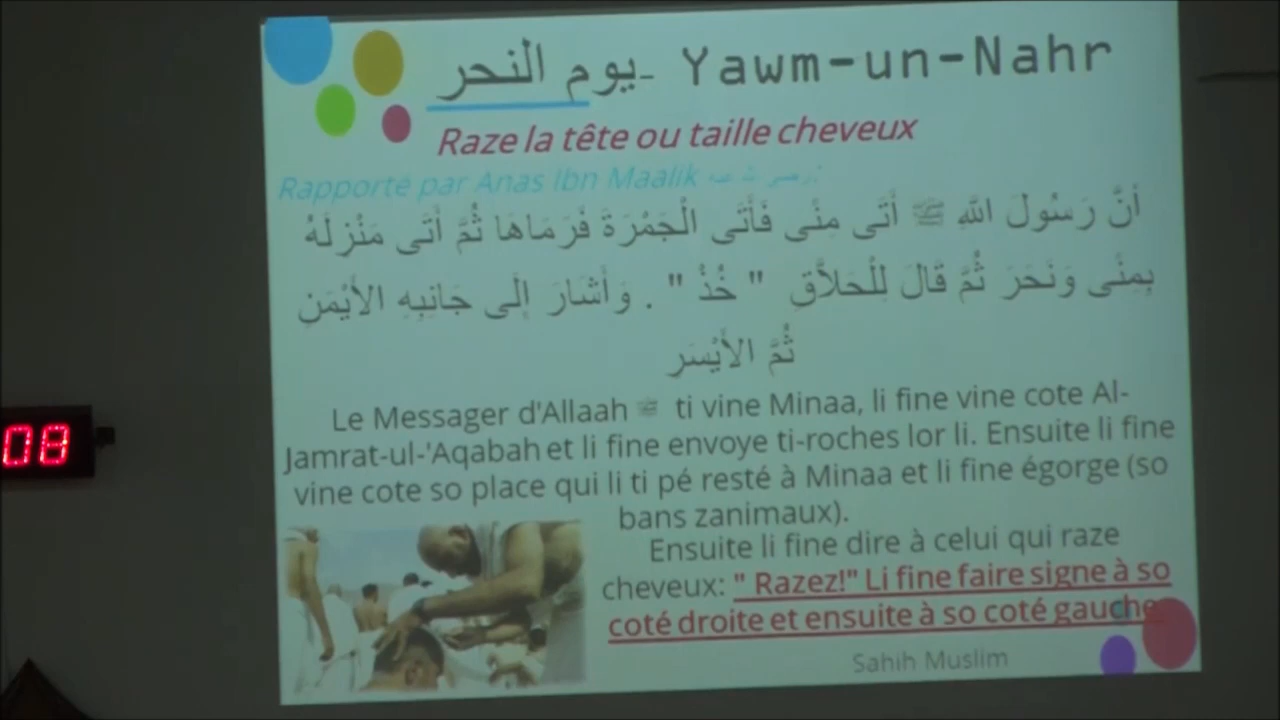 يوم النحر- Yawm-un-Nahr
Raze la tête ou taille cheveux
Rapporté par Anas Ibn Maalik
أَنَّ رَسُولَ اللَّهِ ﷺ أَتَى مِنًى فَأَتَى الْجَمْرَةَ فَرَمَاهَا ثُمَّ أَتَى مَنْزِلَهُ
بِمِنًى وَنَحَرَ ثُمَّ قَالَ لِلْحَلاَّقِ " خُذْ " . وَأَشَارَ إِلَى جَانِبِهِ الأَيْمَنِ
ثُمَّ الأَيْسَرِ
Le Messager d'Allaah ﷺ ti vine Minaa, li fine vine cote Al-
Jamrat-ul-'Aqabah et li fine envoye ti-roches lor li. Ensuite li fine
vine cote so place qui li ti pé resté à Minaa et li fine égorge (so
bans zanimaux).
Ensuite li fine dire à celui qui raze
cheveux: " Razez!" Li fine faire signe à so
coté droite et ensuite à so coté gauche.
Sahih Muslim
08